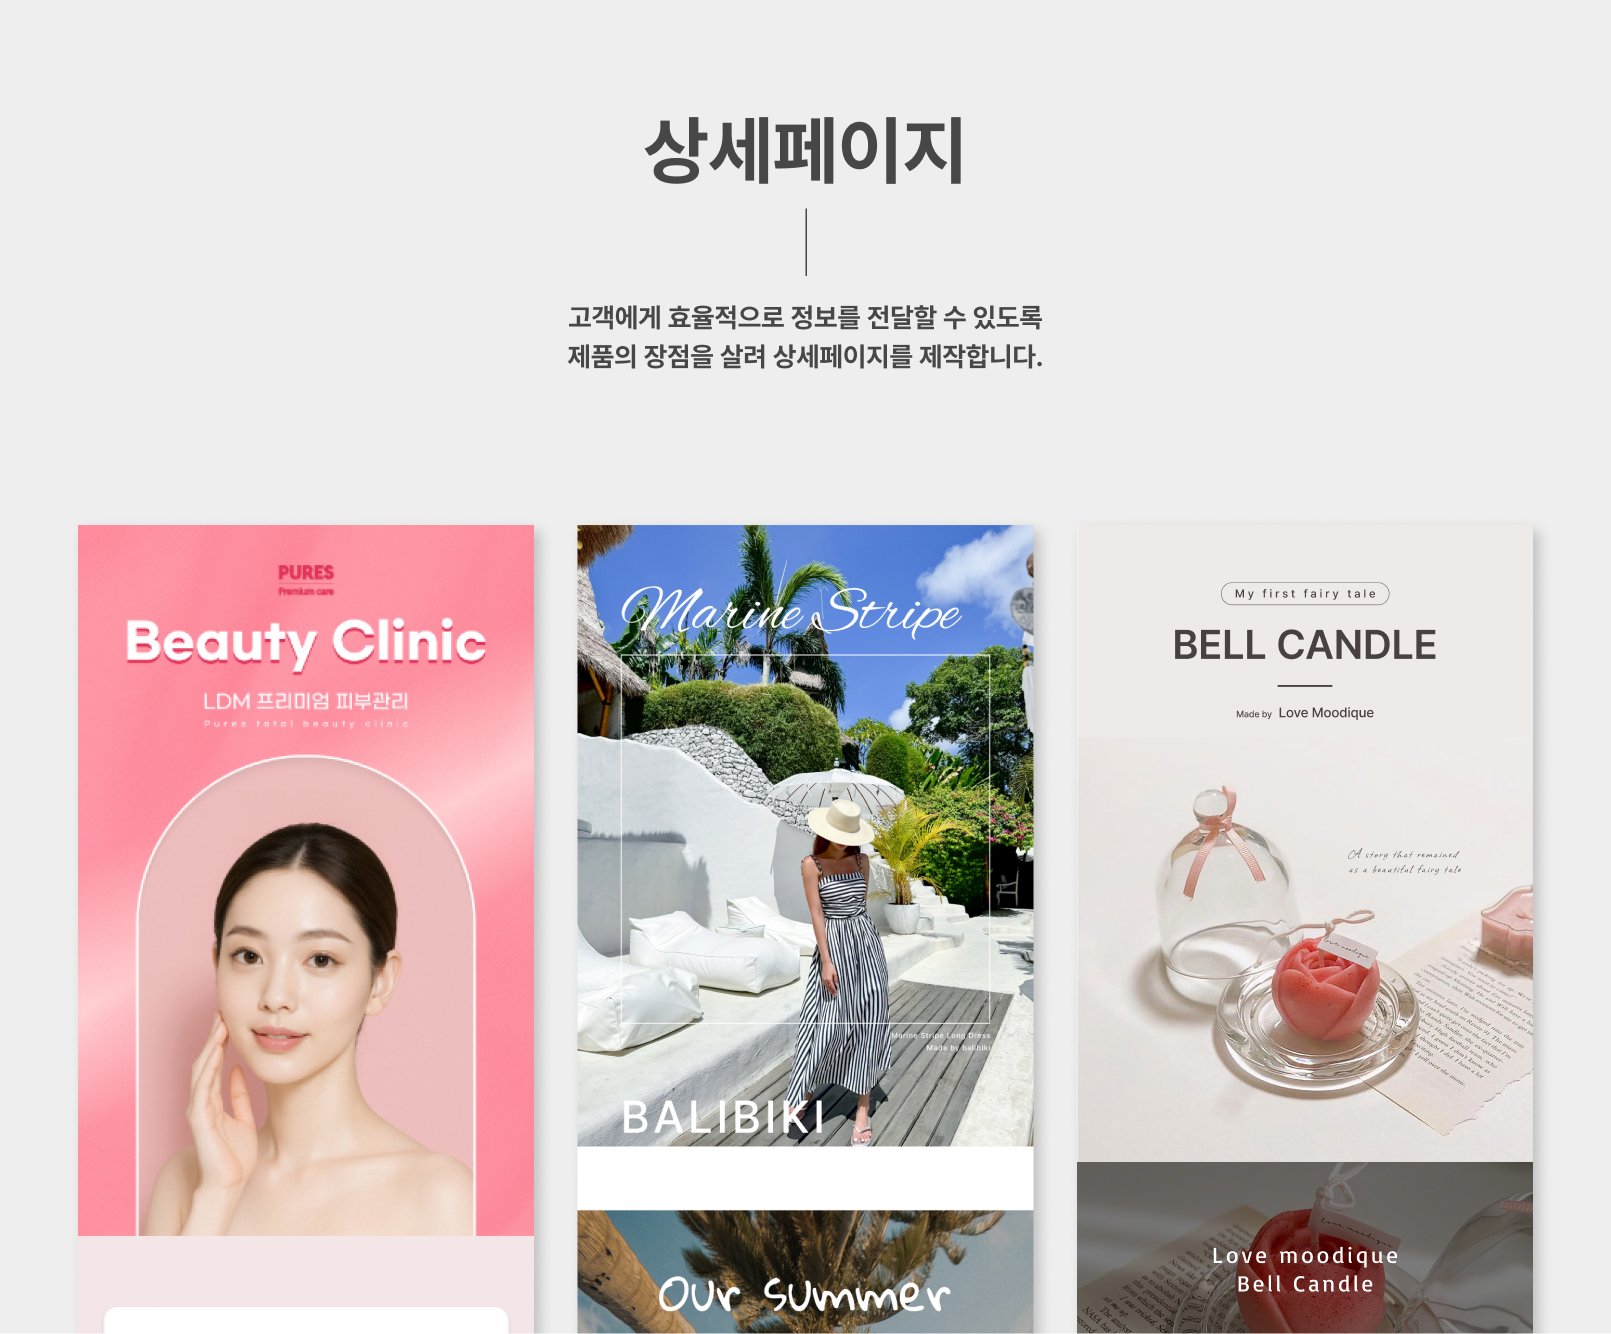 상세페이지
고객에게 효율적으로 정보를 전달할 수 있도록
제품의 장점을 살려 상세페이지를 제작합니다.
PURES
Premium care
Beauty Clinic
LDM 프리미엄 피부관리
Pures total beauty clinic
Marine Stripe
Marine Stripe Long Dress
Made by balibiki
BALIBIKI
Our summer
My first fairy tale
BELL CANDLE
Made by Love Moodique
A story that remained
as a beautiful fairy tale
love moodique
Love moodique
Bell Candle